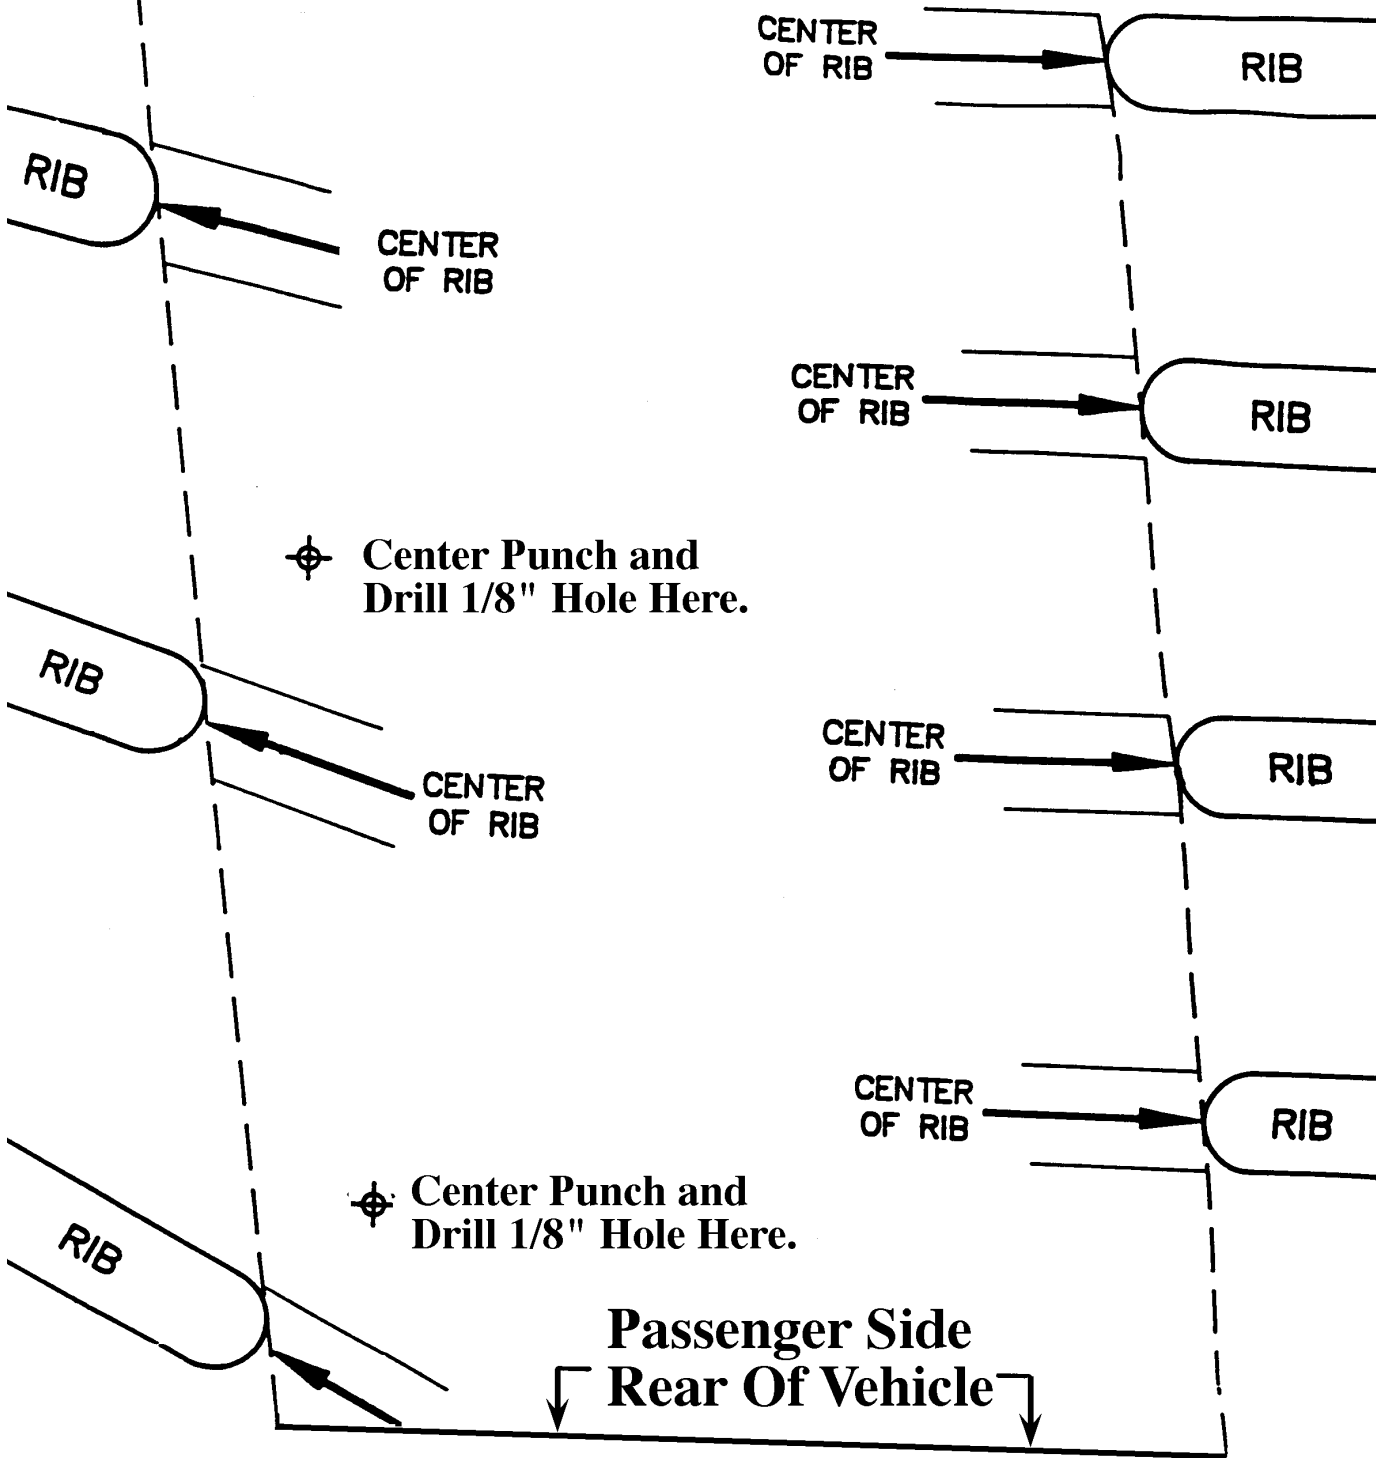 CENTER
OF RIB
RIB
RIB
CENTER
OF RIB
CENTER
OF RIB
RIB
Center Punch and
Drill 1/8" Hole Here.
RIB
CENTER
OF RIB
CENTER
OF RIB
RIB
CENTER
OF RIB
RIB
Center Punch and
Drill 1/8" Hole Here.
RIB
Passenger Side
Rear Of Vehicle